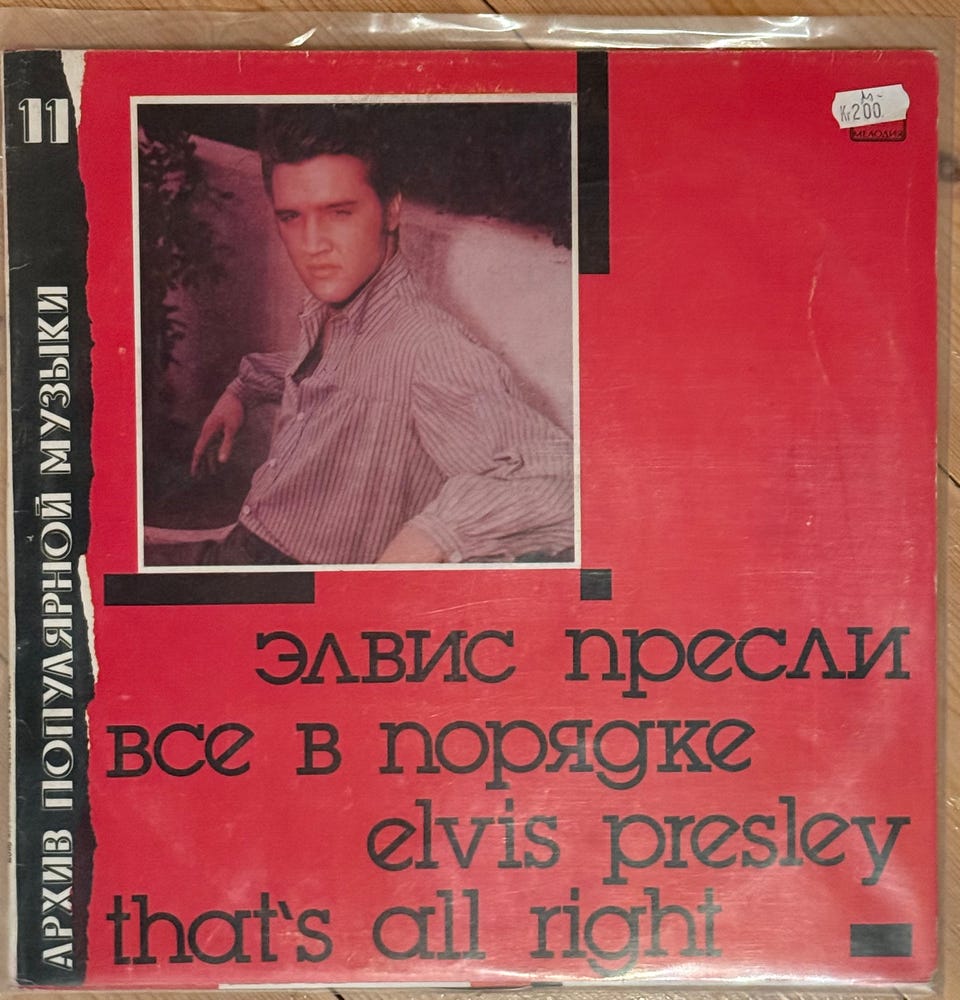 11
АРХИВ ПОПУЛЯРНОЙ МУЗЫКИ
Kr200.
МЕЛОДИЯ
элвис пресли
все в порядке
elvis presley
that's all right